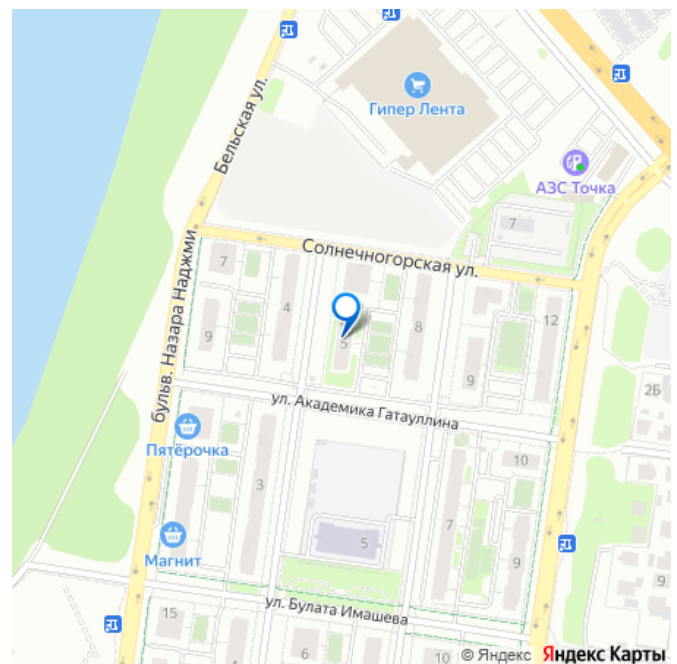 Бельская ул.
Гипер Лента
АЗС Точка
7
Солнечногорская ул.
бульв. Назара Наджми
7
4
5
8
12
9
9
2Б
ул. Академика Гатауллина
Пятёрочка
10
3
5
7
9
9
Магнит
ул. Булата Имашева
15
6
10
© Яндекс Яндекс Карты